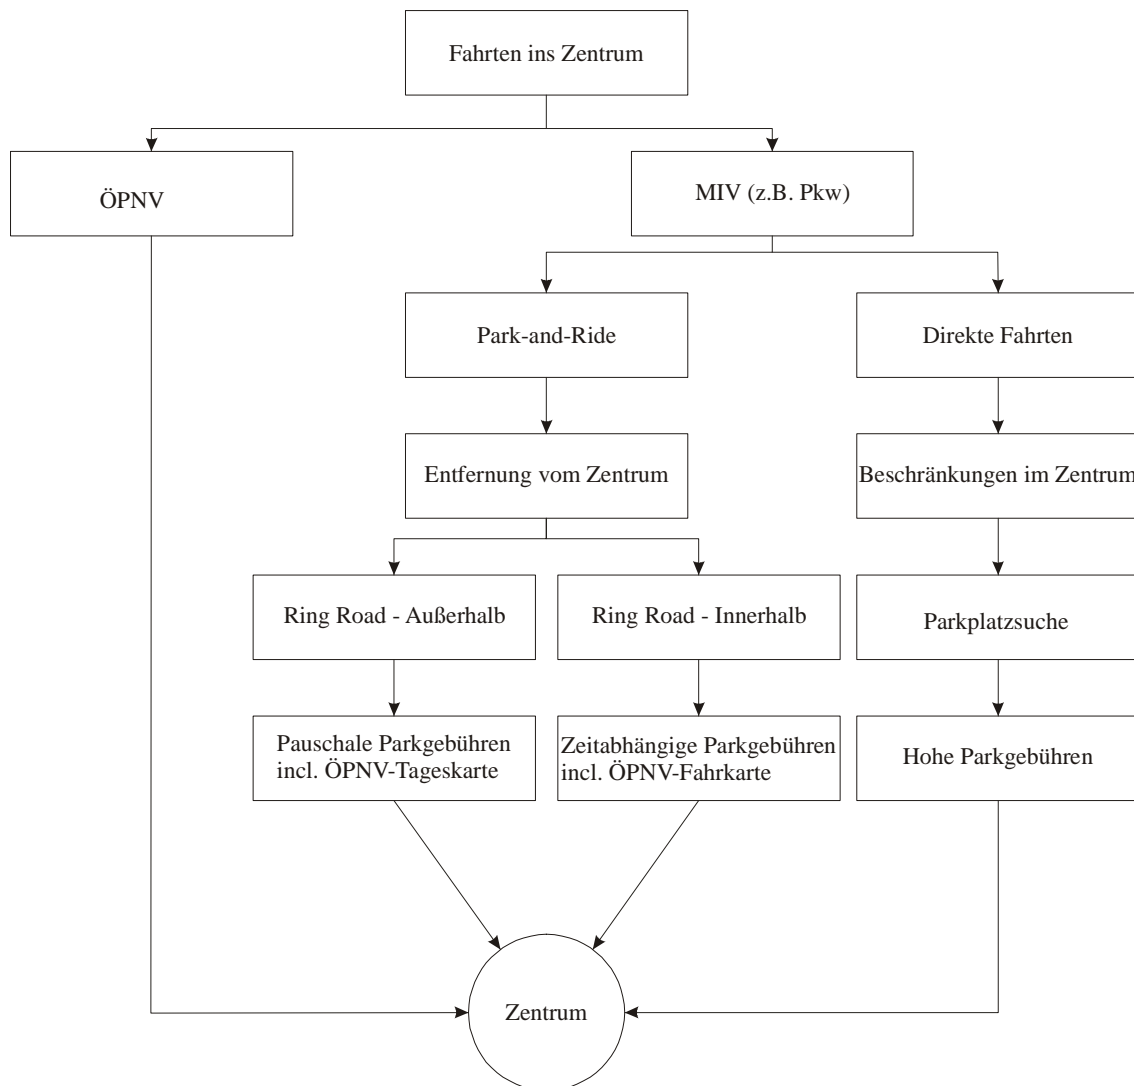 Fahrten ins Zentrum
ÖPNV
MIV (z.B. Pkw)
Park-and-Ride
Direkte Fahrten
Entfernung vom Zentrum
Beschränkungen im Zentrum
Ring Road - Außerhalb
Ring Road - Innerhalb
Parkplatzsuche
Pauschale Parkgebühren
incl. ÖPNV-Tageskarte
Zeitabhängige Parkgebühren
incl. ÖPNV-Fahrkarte
Hohe Parkgebühren
Zentrum